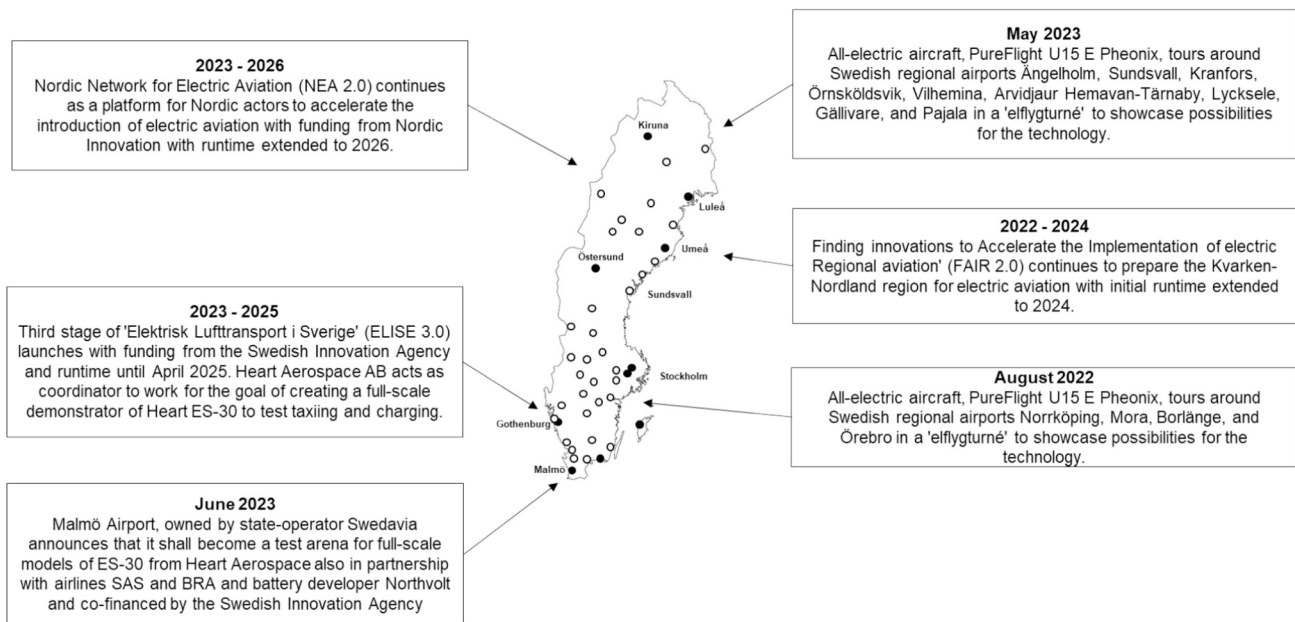 2023 - 2026
Nordic Network for Electric Aviation (NEA 2.0) continues
as a platform for Nordic actors to accelerate the
introduction of electric aviation with funding from Nordic
Innovation with runtime extended to 2026.
2023 - 2025
Third stage of 'Elektrisk Lufttransport i Sverige' (ELISE 3.0)
launches with funding from the Swedish Innovation Agency
and runtime until April 2025. Heart Aerospace AB acts as
coordinator to work for the goal of creating a full-scale
demonstrator of Heart ES-30 to test taxiing and charging.
June 2023
Malmö Airport, owned by state-operator Swedavia
announces that it shall become a test arena for full-scale
models of ES-30 from Heart Aerospace also in partnership
with airlines SAS and BRA and battery developer Northvolt
and co-financed by the Swedish Innovation Agency
Kiruna
Luleå
Umeå
Östersund
Sundsvall
Stockholm
Gothenburg
Malmö
May 2023
All-electric aircraft, PureFlight U15 E Pheonix, tours around
Swedish regional airports Ängelholm, Sundsvall, Kranfors,
Örnsköldsvik, Vilhemina, Arvidjaur Hemavan-Tärnaby, Lycksele,
Gällivare, and Pajala in a 'elflygturné' to showcase possibilities
for the technology.
2022 - 2024
Finding innovations to Accelerate the Implementation of electric
Regional aviation' (FAIR 2.0) continues to prepare the Kvarken-
Nordland region for electric aviation with initial runtime extended
to 2024.
August 2022
All-electric aircraft, PureFlight U15 E Pheonix, tours around
Swedish regional airports Norrköping, Mora, Borlänge, and
Örebro in a 'elflygturné' to showcase possibilities for the
technology.